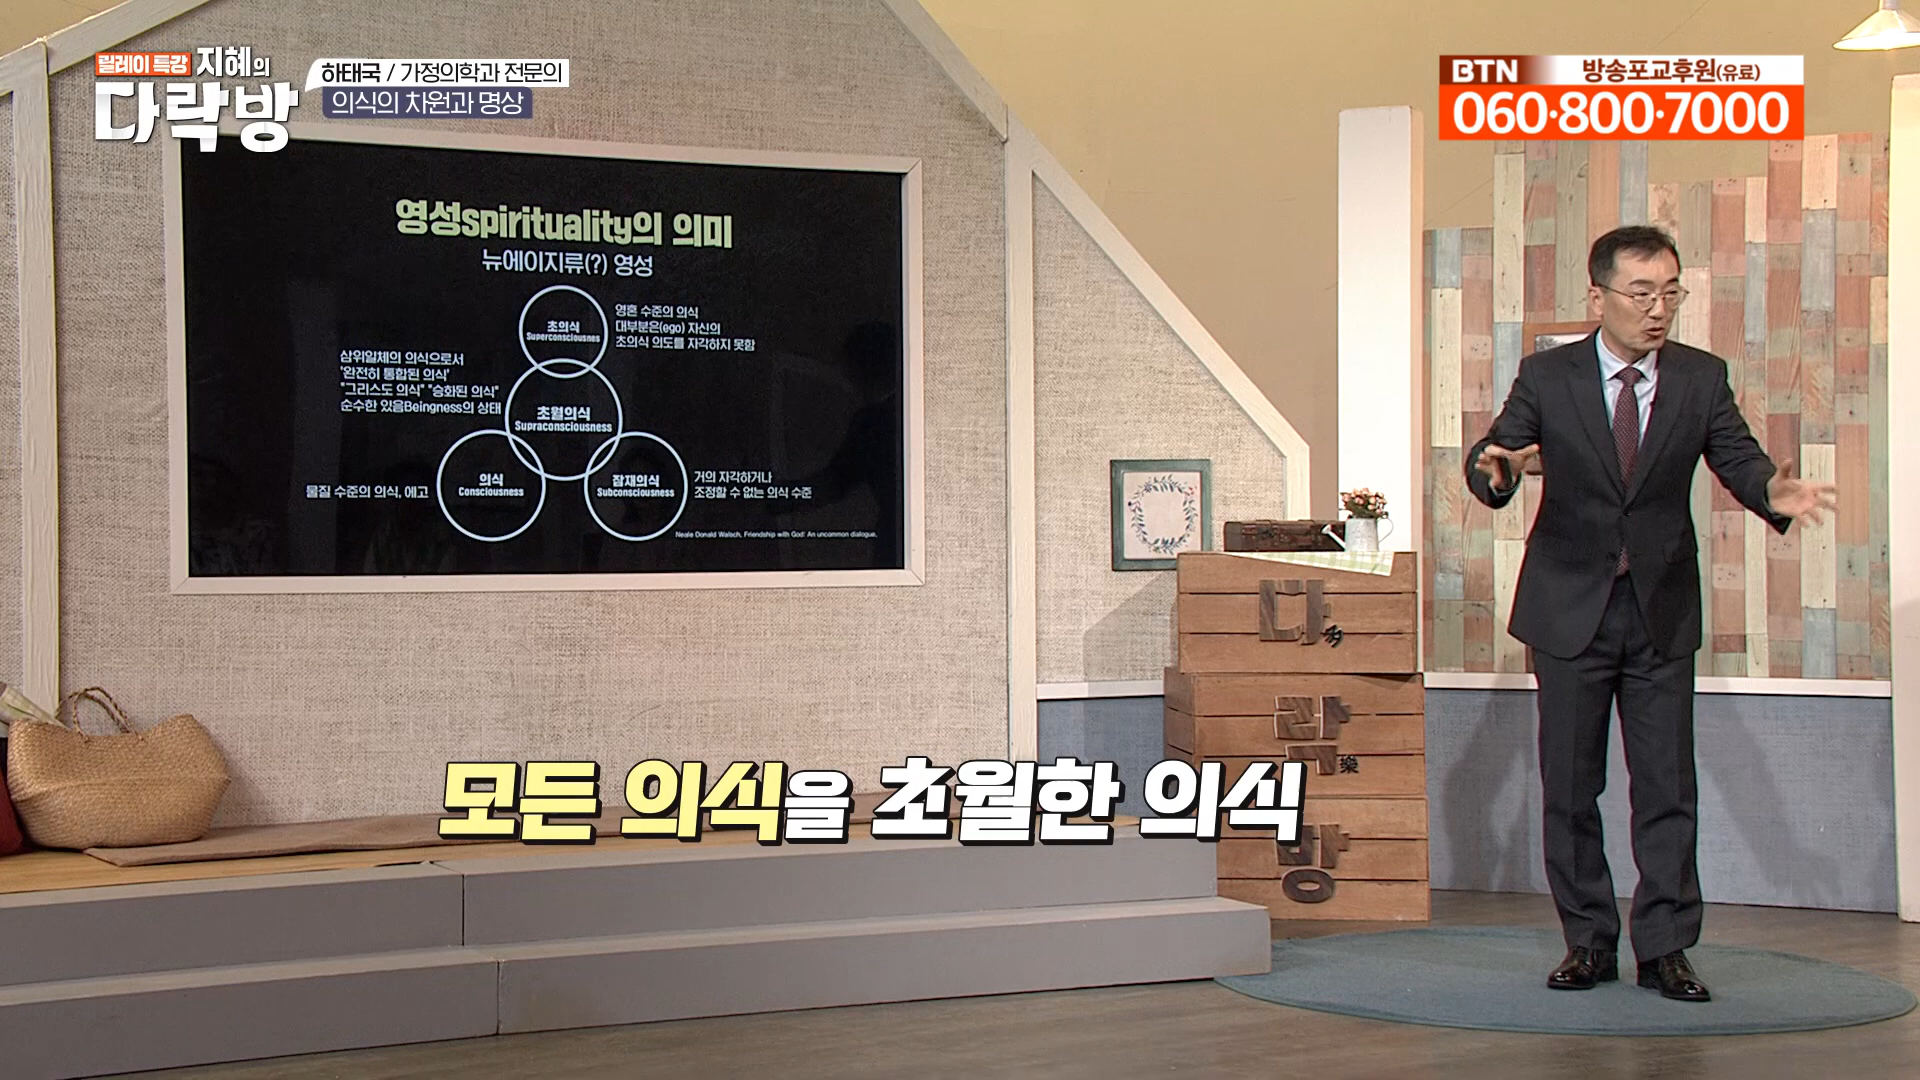 릴레이 특강 지혜의
다락방
하태국 / 가정의학과 전문의
의식의 차원과 명상
BTN 방송포교후원(유료)
060·800·7000
영성spirituality의 의미
뉴에이지류(?) 영성
초의식
Superconsciousnes
영혼 수준의 의식
대부분은(ego) 자신의
초의식 의도를 자각하지 못함
삼위일체의 의식으로서
'완전히 통합된 의식'
"그리스도 의식" "승화된 의식"
순수한 있음Beingness의 상태
초월의식
Supraconsciousness
물질 수준의 의식, 에고
의식
Consciousness
잠재의식
Subconsciousness
거의 자각하거나
조정할 수 없는 의식 수준
Neale Donald Walsch, Friendship with God: An uncommon dialogue.
다 多
락 樂
방
모든 의식을 초월한 의식